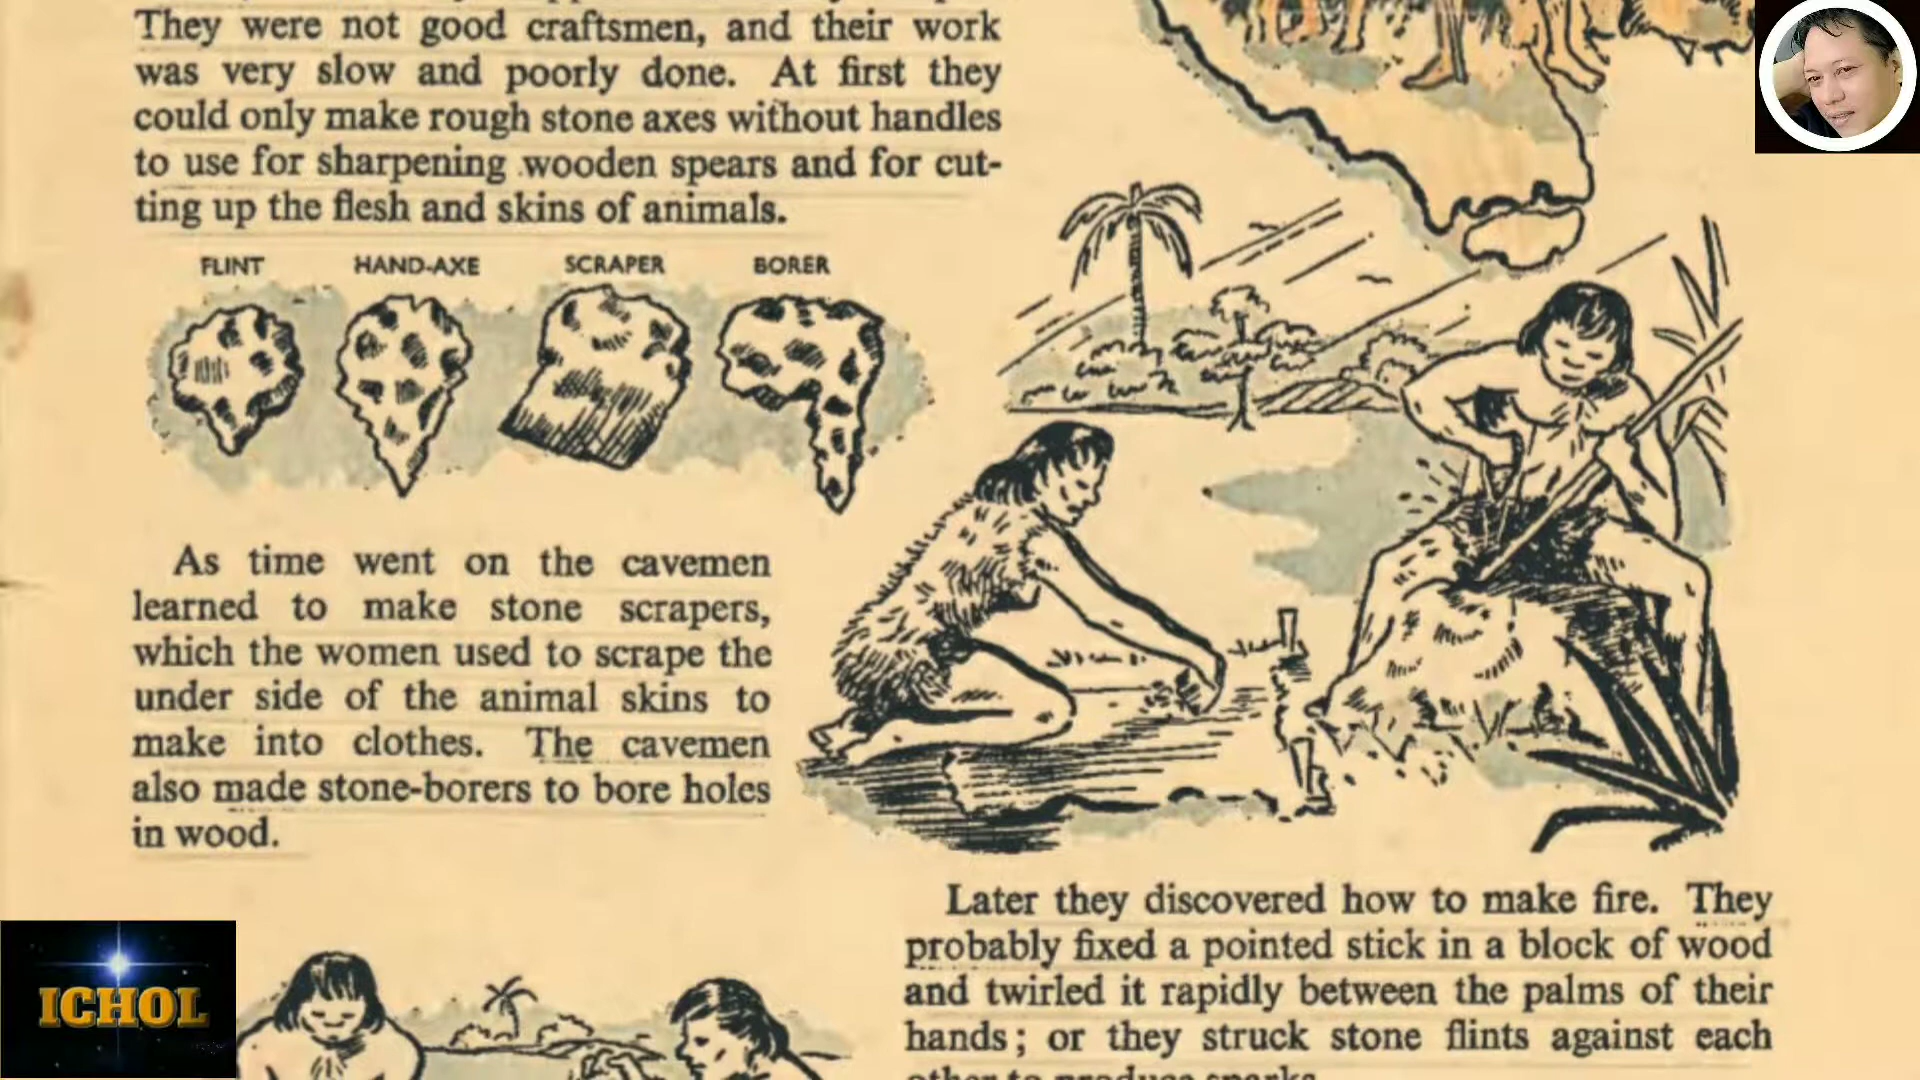 They were not good craftsmen, and their work
was very slow and poorly done. At first they
could only make rough stone axes without handles
to use for sharpening wooden spears and for cut-
ting up the flesh and skins of animals.
FLINT HAND-AXE SCRAPER BORER
As time went on the cavemen
learned to make stone scrapers,
which the women used to scrape the
under side of the animal skins to
make into clothes. The cavemen
also made stone-borers to bore holes
in wood.
Later they discovered how to make fire. They
probably fixed a pointed stick in a block of wood
and twirled it rapidly between the palms of their
hands; or they struck stone flints against each
other to produce sparks.
ICHOL